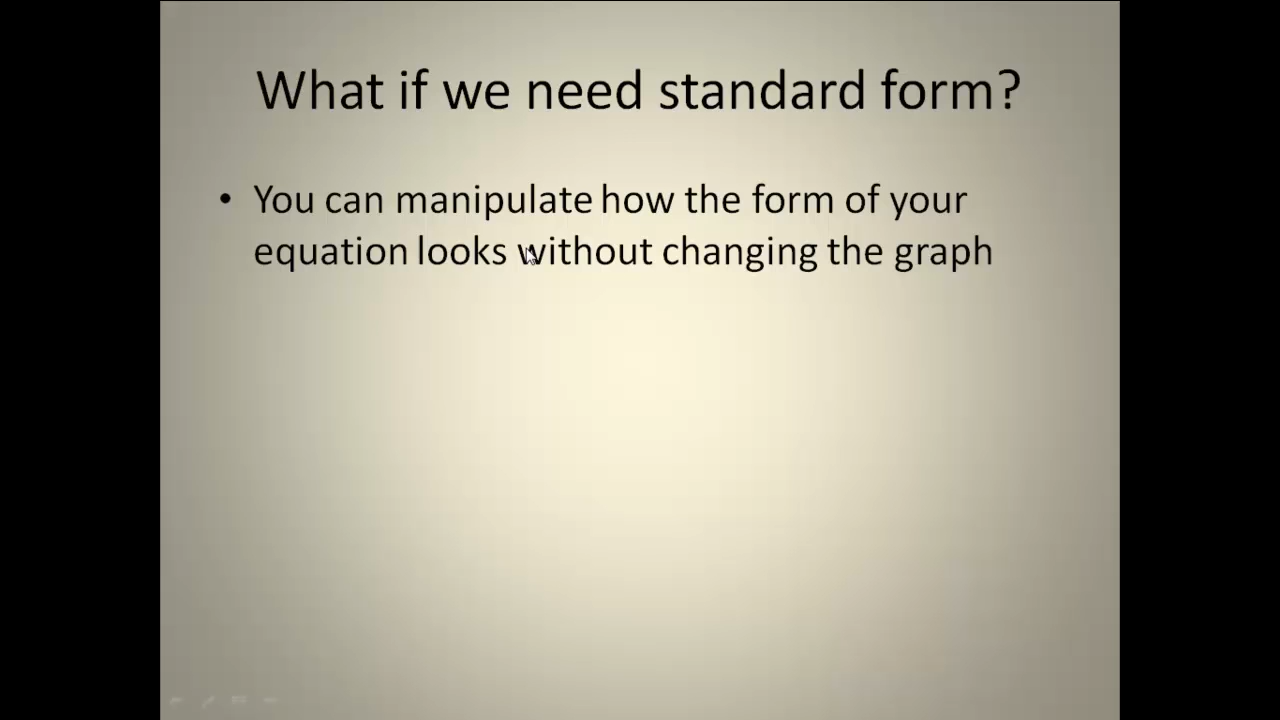 What if we need standard form?
• You can manipulate how the form of your
equation looks without changing the graph